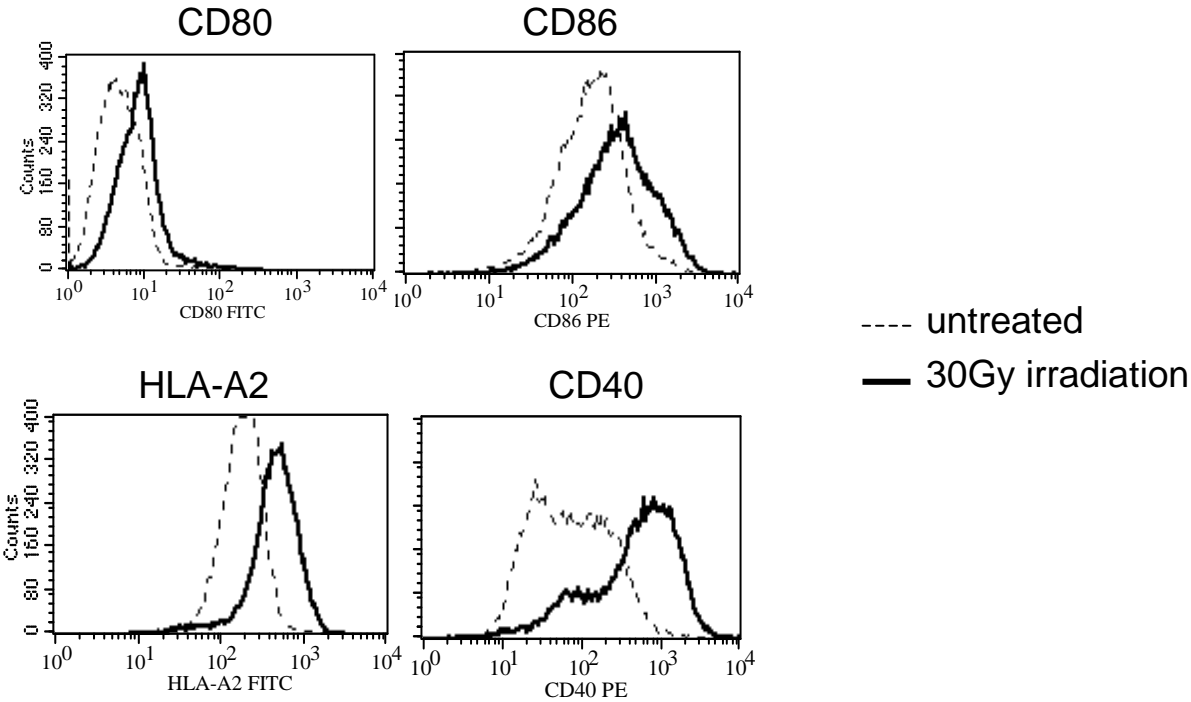 CD80
CD86
400
320
240
160
80
0
Counts
10^0 10^1 10^2 10^3 10^4
CD80 FITC
10^0 10^1 10^2 10^3 10^4
CD86 PE
untreated
30Gy irradiation
HLA-A2
CD40
400
320
240
160
80
0
Counts
10^0 10^1 10^2 10^3 10^4
HLA-A2 FITC
10^0 10^1 10^2 10^3 10^4
CD40 PE